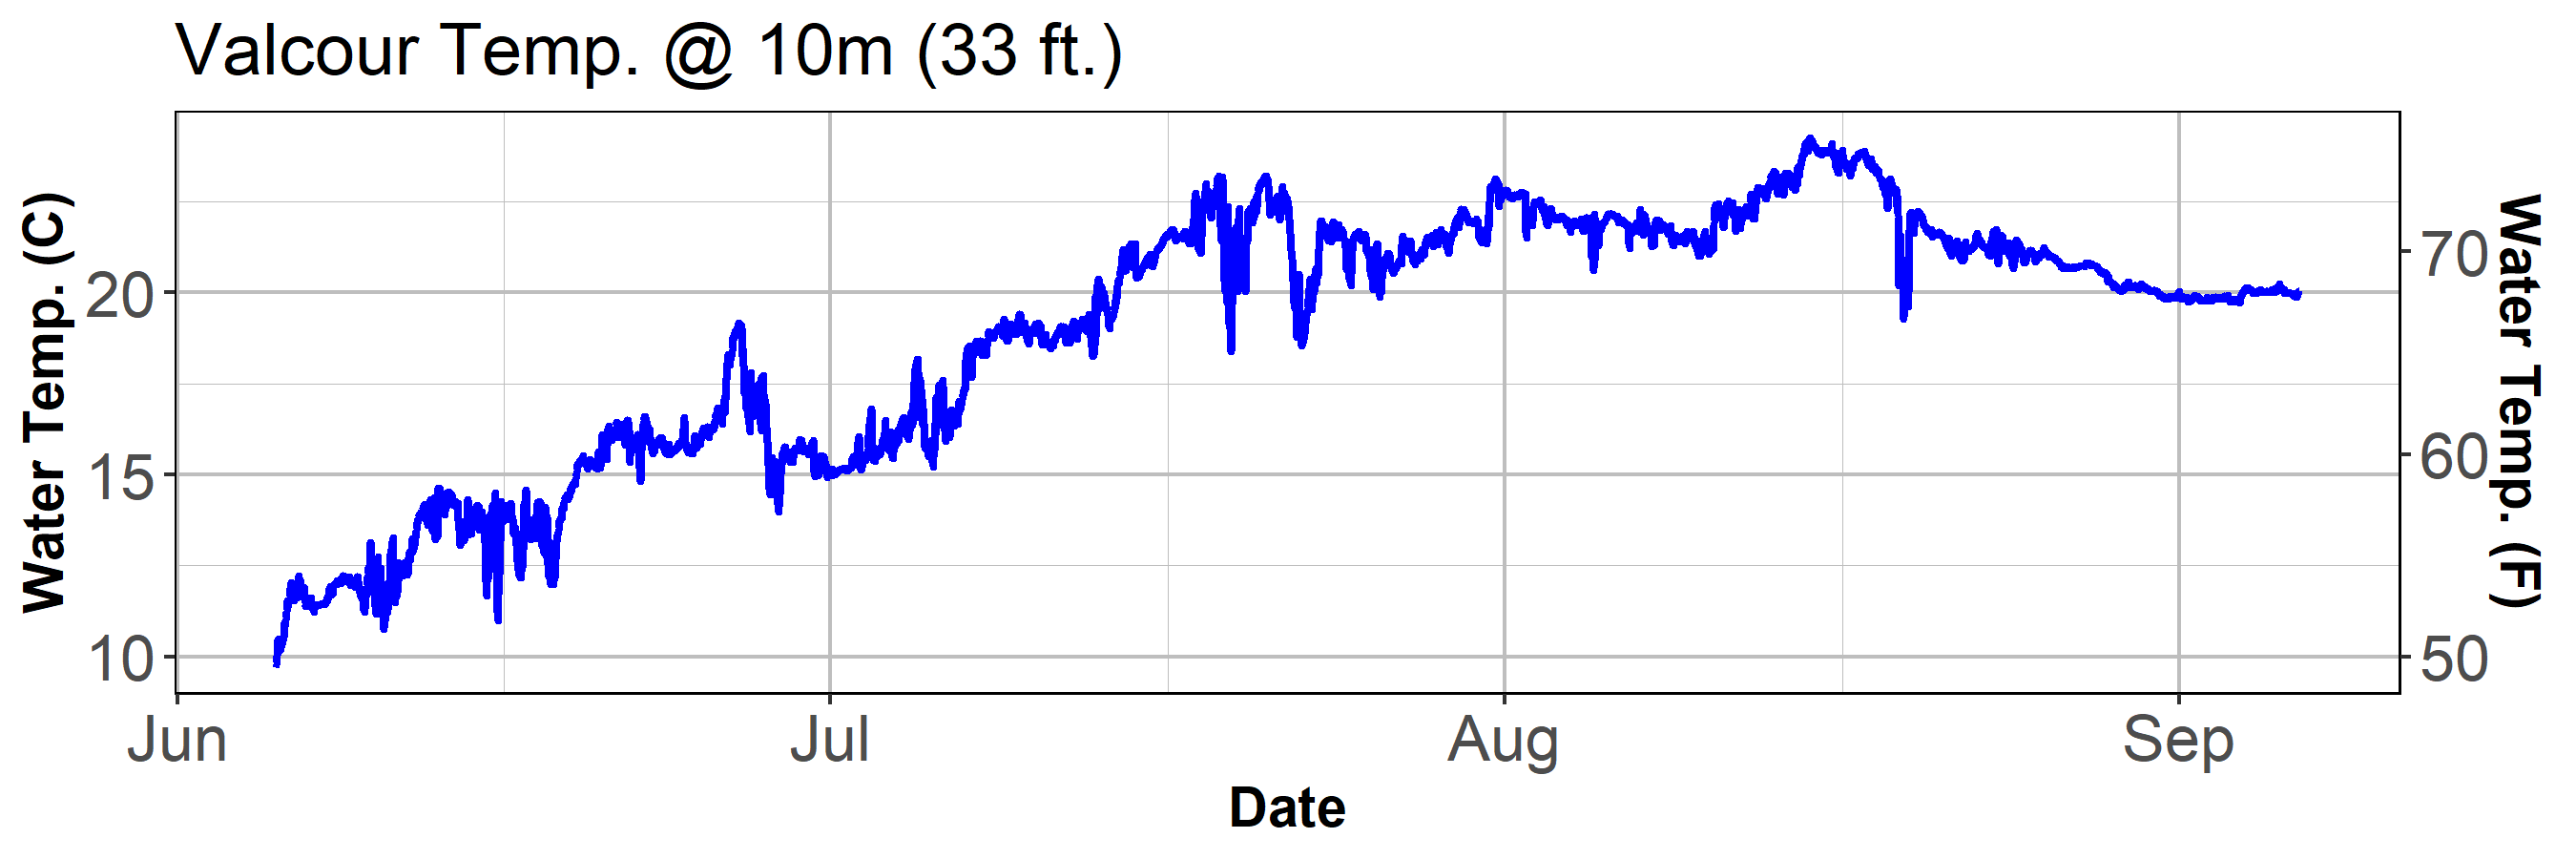 Valcour Temp. @ 10m (33 ft.)
Water Temp. (C)
20
15
10
70
60
50
Water Temp. (F)
Jun Jul Aug Sep
Date